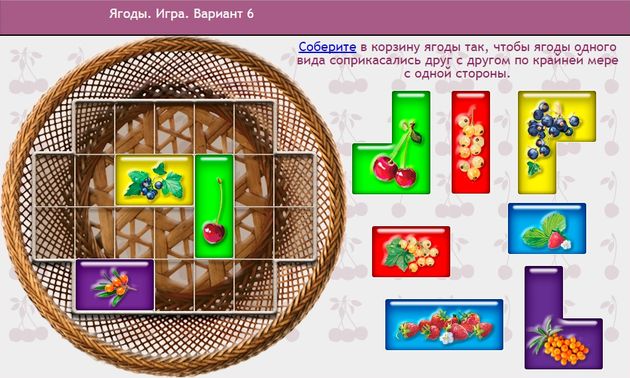 Ягоды. Игра. Вариант 6
Соберите в корзину ягоды так, чтобы ягоды одного
вида соприкасались друг с другом по крайней мере
с одной стороны.